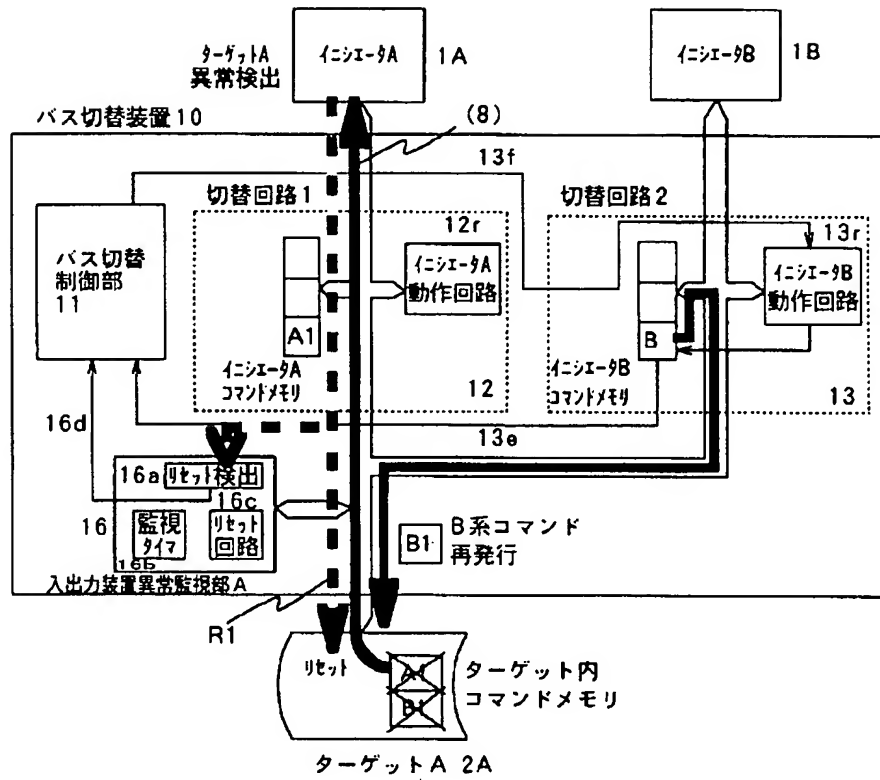 ターゲットA
異常検出
イニシエータA
1A
イニシエータB
1B
バス切替装置10
(8)
13f
切替回路1
切替回路2
バス切替
制御部
11
12r
イニシエータA
動作回路
13r
イニシエータB
動作回路
A1
B
イニシエータA
コマンドメモリ
12
イニシエータB
コマンドメモリ
13
16d
13e
16a
リセット検出
16c
16
監視
タイマ
リセット
回路
16b
入出力装置異常監視部A
B1
B系コマンド
再発行
R1
リセット
A1
B1
ターゲット内
コマンドメモリ
ターゲットA 2A